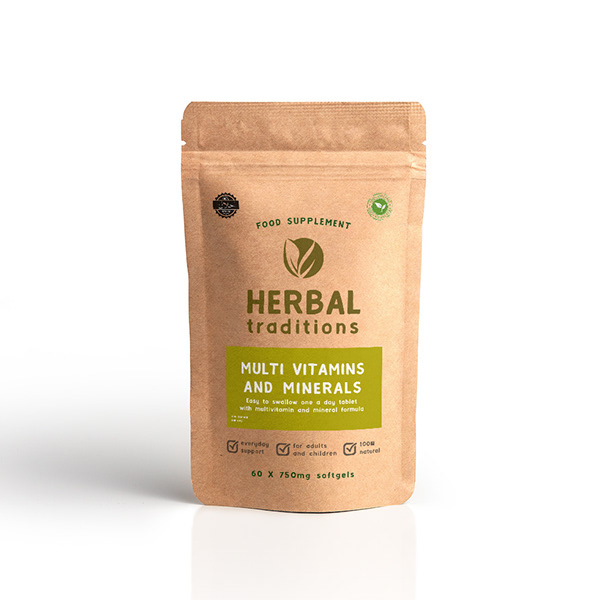 FOOD SUPPLEMENT
HERBAL
traditions
MULTI VITAMINS
AND MINERALS
Easy to swallow one a day tablet
with multivitamin and mineral formula
everyday
support
for adults
and children
100%
natural
60 X 750mg softgels